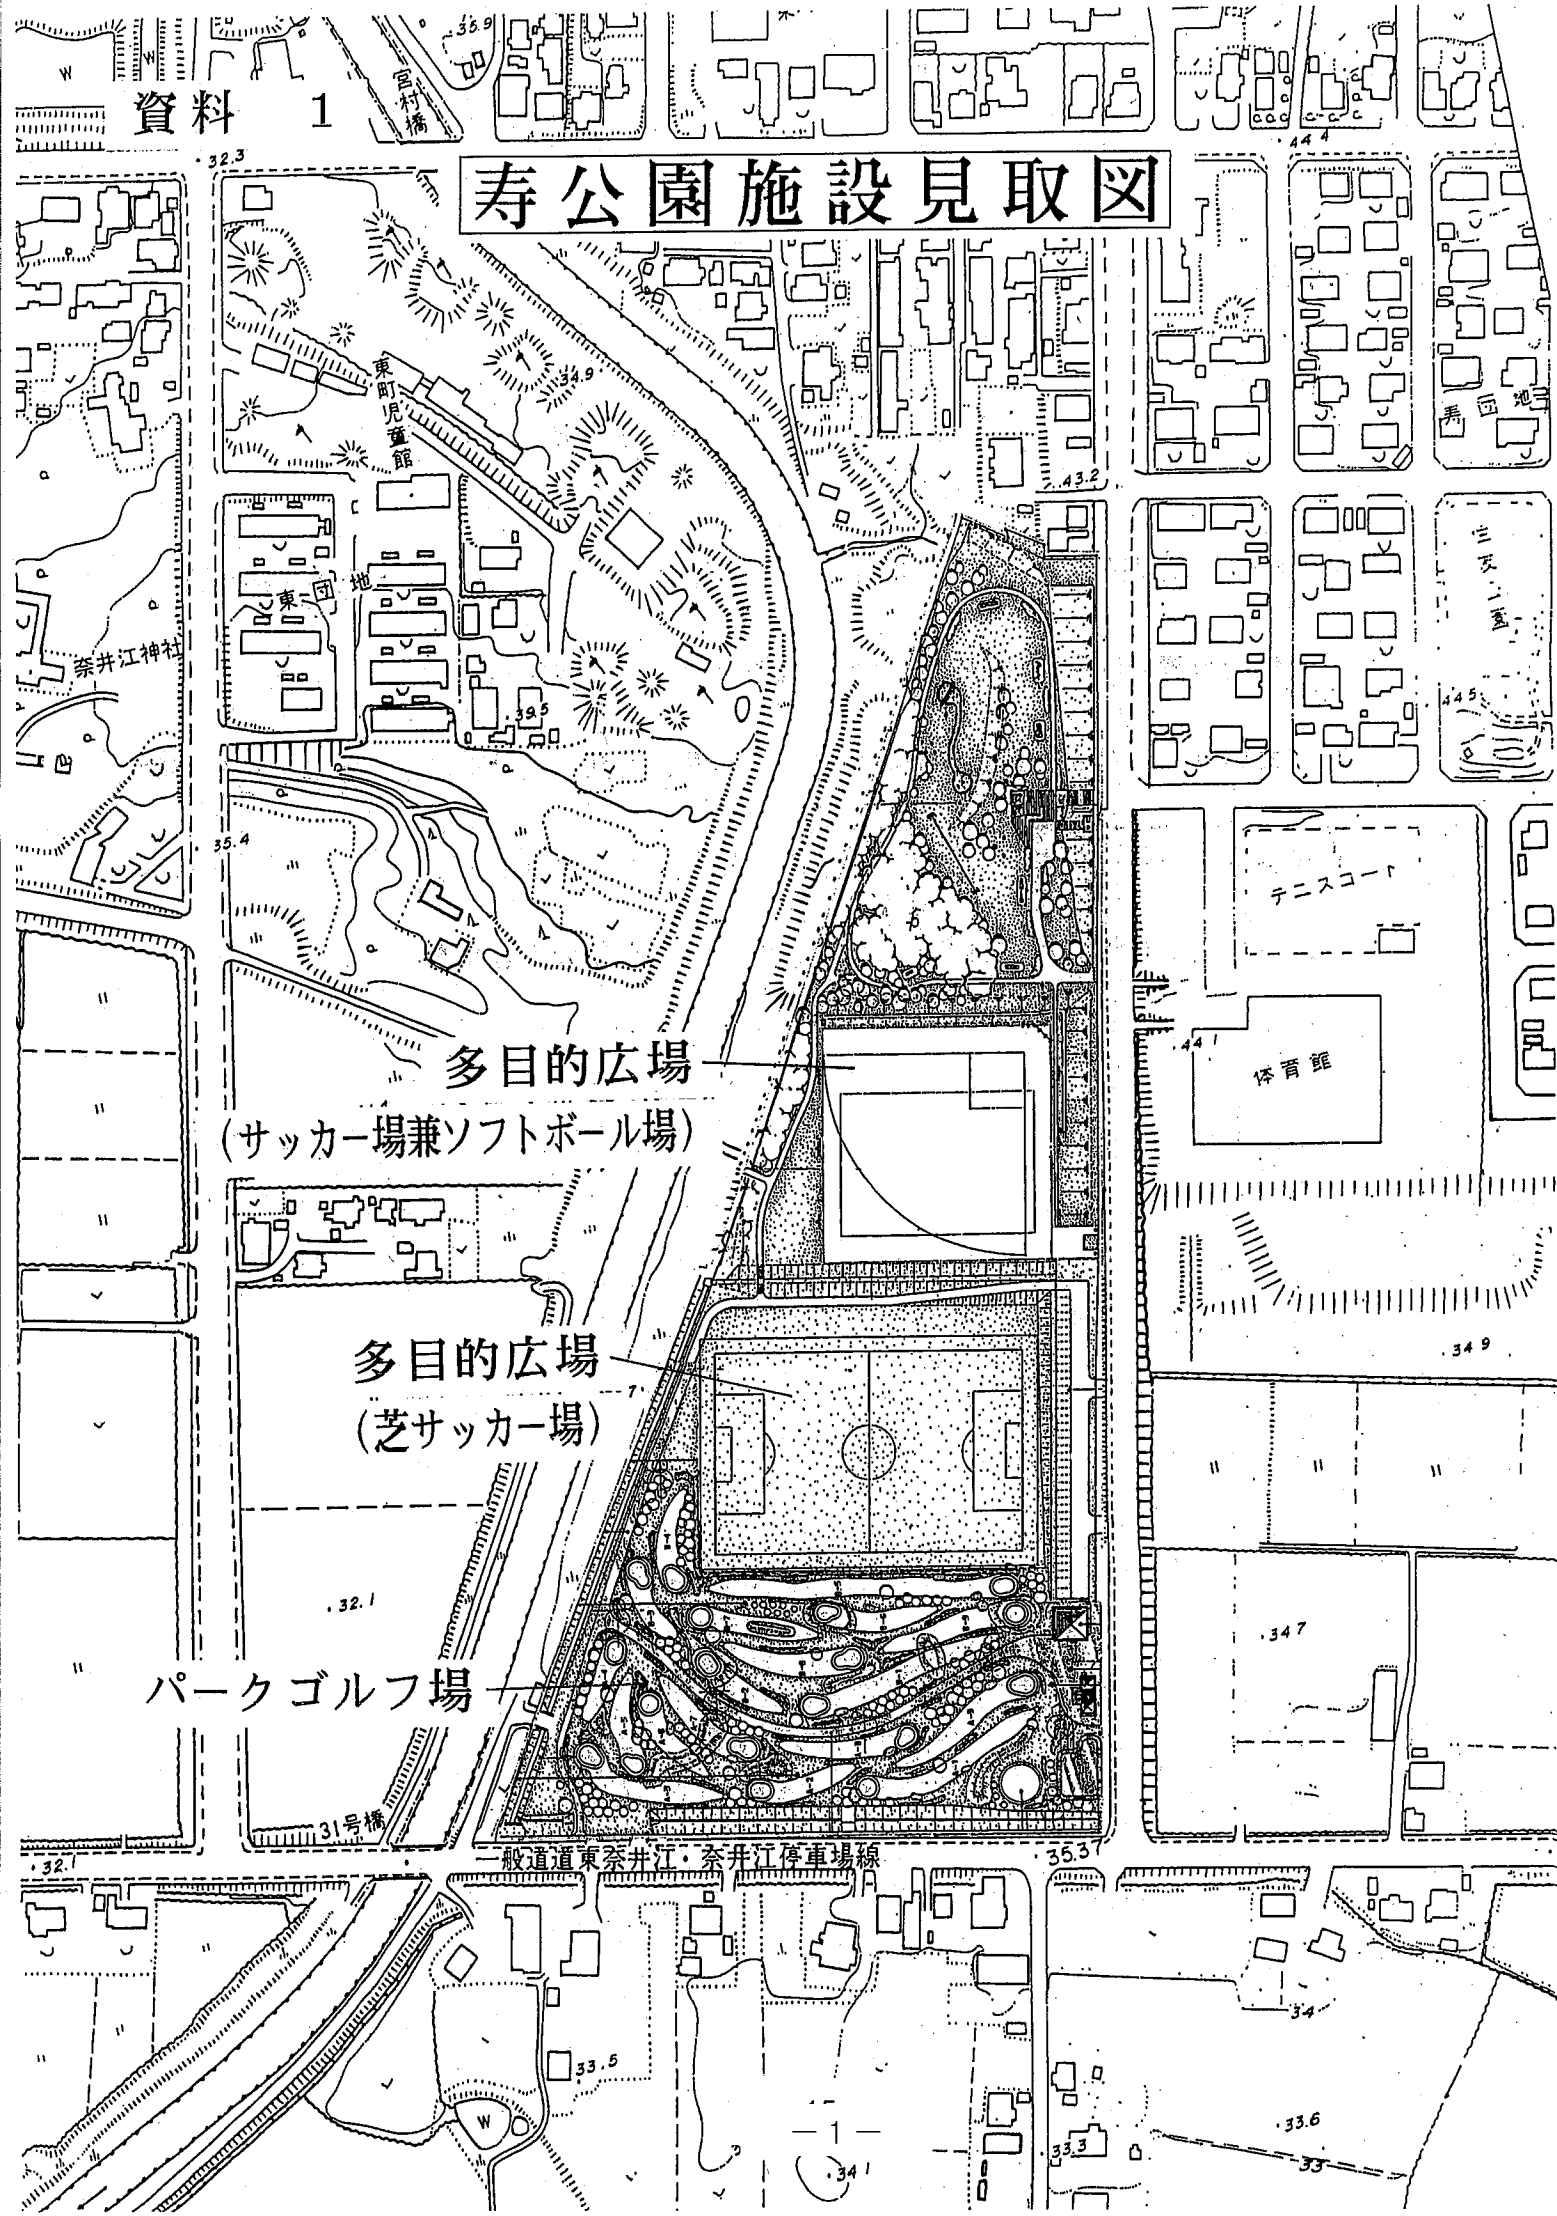 35.9
宮村橋
資料 1
32.3
44.4
寿公園施設見取図
東町児童館
34.9
寿団地
43.2
東団地
奈井江神社
39.5
44.5
35.4
テニスコート
44.1
体育館
多目的広場
(サッカー場兼ソフトボール場)
多目的広場
(芝サッカー場)
34.9
32.1
34.7
パークゴルフ場
31号橋
32.1
一般道道東奈井江・奈井江停車場線
35.37
34
33.5
W
33.6
33.3
33
34.1
—1—